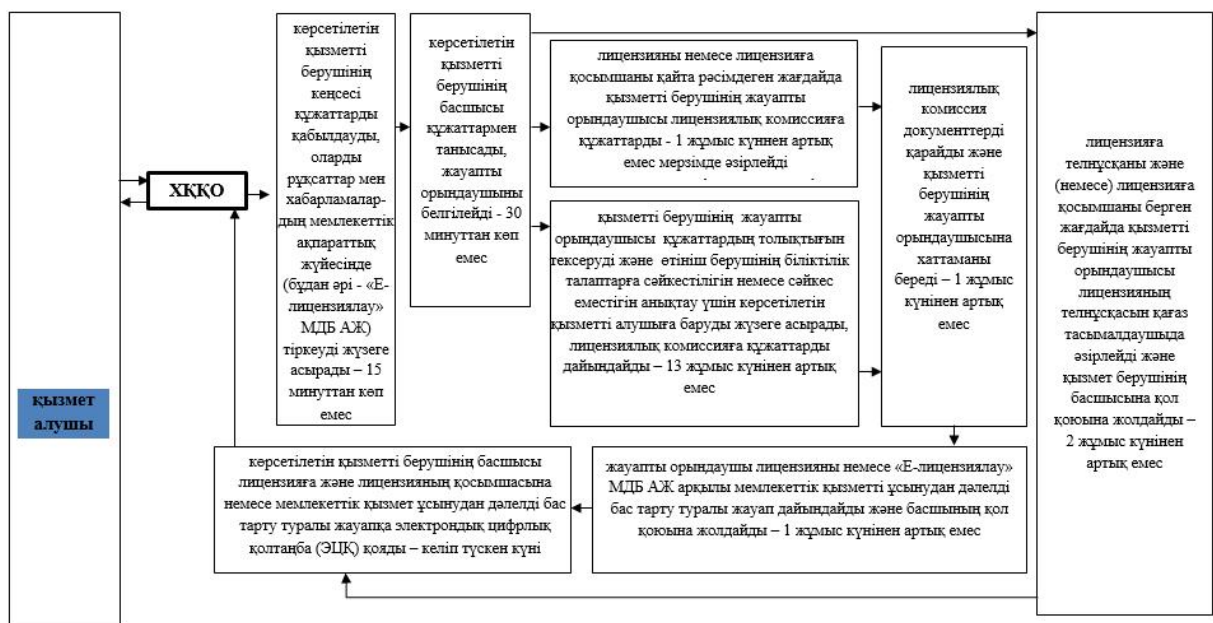 қызмет
алушы
ХҚҚО
көрсетілетін
қызметті
берушінің
кеңсесі
құжаттарды
қабылдауды,
оларды
рұқсаттар мен
хабарламалар-
дың мемлекеттік
ақпараттық
жүйесінде
(бұдан әрі - «Е-
лицензиялау»
МДБ АЖ)
тіркеуді жүзеге
асырады – 15
минуттан көп
емес
көрсетілетін
қызметті
берушінің
басшысы
құжаттармен
танысады,
жауапты
орындаушыны
белгілейді - 30
минуттан көп
емес
лицензияны немесе лицензияға
қосымшаны қайта рәсімдеген жағдайда
қызметті берушінің жауапты
орындаушысы лицензиялық комиссияға
құжаттарды - 1 жұмыс күннен артық
емес мерзімде әзірлейді
қызметті берушінің жауапты
орындаушысы құжаттардың толықтығын
тексеруді және өтініш берушінің біліктілік
талаптарға сәйкестілігін немесе сәйкес
еместігін анықтау үшін көрсетілетін
қызметті алушыға баруды жүзеге асырады,
лицензиялық комиссияға құжаттарды
дайындайды – 13 жұмыс күнінен артық
емес
лицензиялық
комиссия
документтерді
қарайды және
қызметті
берушінің
жауапты
орындаушысына
хаттаманы
береді – 1 жұмыс
күнінен артық
емес
лицензияға
телнұсқаны және
(немесе) лицензияға
қосымшаны берген
жағдайда қызметті
берушінің жауапты
орындаушысы
лицензияның
телнұсқасын қағаз
тасымалдаушыда
әзірлейді және
қызмет берушінің
басшысына қол
қоюына жолдайды –
2 жұмыс күнінен
артық емес
көрсетілетін қызметті берушінің басшысы
лицензияға және лицензияның қосымшасына
немесе мемлекеттік қызмет ұсынудан дәлелді бас
тарту туралы жауапқа электрондық цифрлық
қолтаңба (ЭЦҚ) қояды – келіп түскен күні
жауапты орындаушы лицензияны немесе «Е-лицензиялау»
МДБ АЖ арқылы мемлекеттік қызметті ұсынудан дәлелді
бас тарту туралы жауап дайындайды және басшының қол
қоюына жолдайды – 1 жұмыс күнінен артық емес